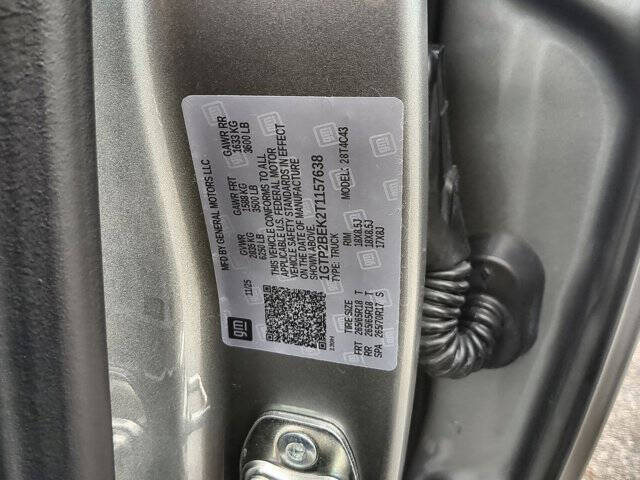 MFD BY GENERAL MOTORS LLC
11/25 GVWR GAWR FRT GAWR RR
2835 KG 1588 KG 1633 KG
6250 LB 3500 LB 3600 LB
THIS VEHICLE CONFORMS TO ALL
APPLICABLE U.S. FEDERAL MOTOR
VEHICLE SAFETY STANDARDS IN EFFECT
ON THE DATE OF MANUFACTURE
SHOWN ABOVE.
1GTP2BEK2T1157638
TYPE: TRUCK MODEL: 28T4C43
TIRE SIZE RIM
FRT 265/65R18 T 18X8.5J
RR 265/65R18 T 18X8.5J
SPA 265/70R17 S 17X8J
gm